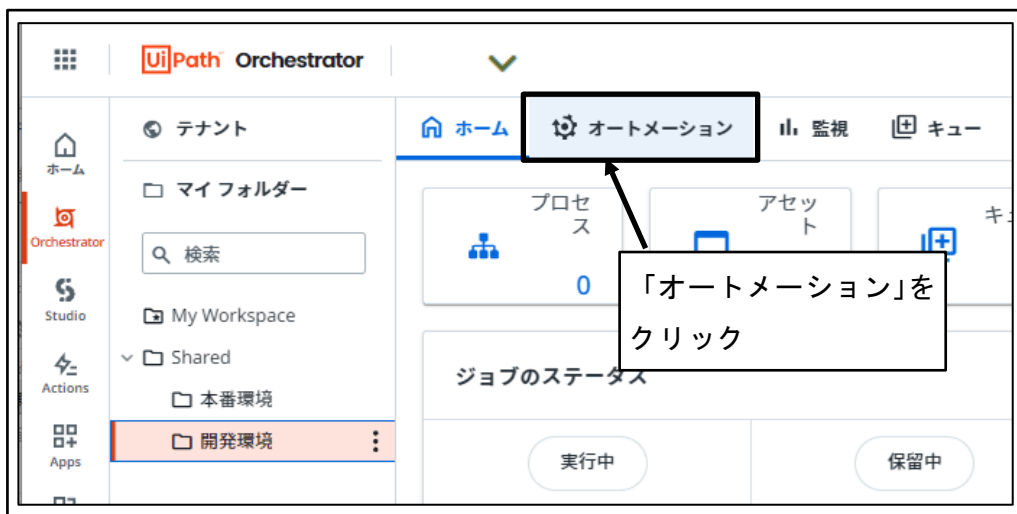 UiPath Orchestrator
ホーム
Orchestrator
Studio
Actions
Apps
テナント
マイ フォルダー
検索
My Workspace
Shared
本番環境
開発環境
ホーム
オートメーション
監視
キュー
プロセ
ス
0
アセッ
ト
キ
「オートメーション」を
クリック
ジョブのステータス
実行中
保留中